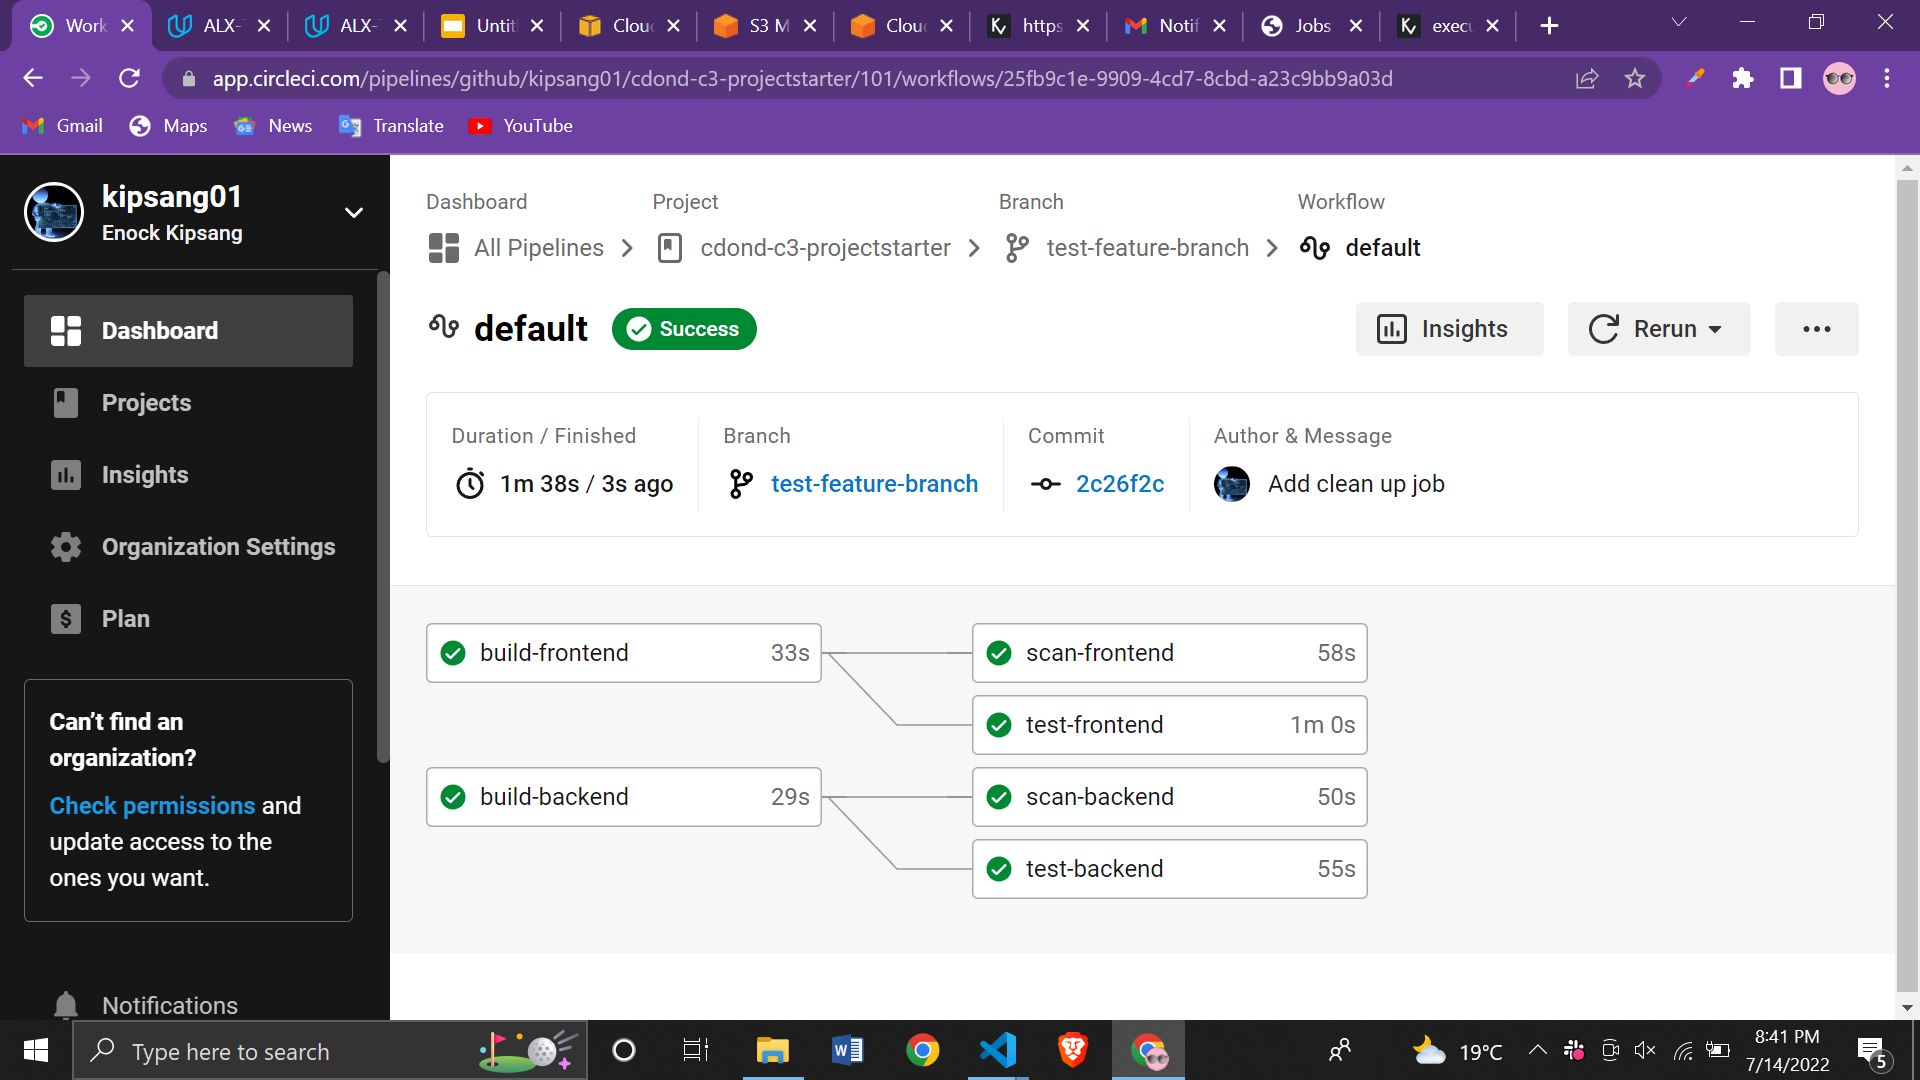 Work
ALX-
ALX-
Untit
Clou
S3 M
Clou
https
Notif
Jobs
execu
app.circleci.com/pipelines/github/kipsang01/cdond-c3-projectstarter/101/workflows/25fb9c1e-9909-4cd7-8cbd-a23c9bb9a03d
Gmail
Maps
News
Translate
YouTube
kipsang01
Enock Kipsang
Dashboard
Projects
Insights
Organization Settings
Plan
Can't find an
organization?
Check permissions and
update access to the
ones you want.
Notifications
Dashboard
Project
Branch
Workflow
All Pipelines
cdond-c3-projectstarter
test-feature-branch
default
default
Success
Insights
Rerun
Duration / Finished
1m 38s / 3s ago
Branch
test-feature-branch
Commit
2c26f2c
Author & Message
Add clean up job
build-frontend 33s
scan-frontend 58s
test-frontend 1m 0s
build-backend 29s
scan-backend 50s
test-backend 55s
Type here to search
19°C
8:41 PM
7/14/2022
5